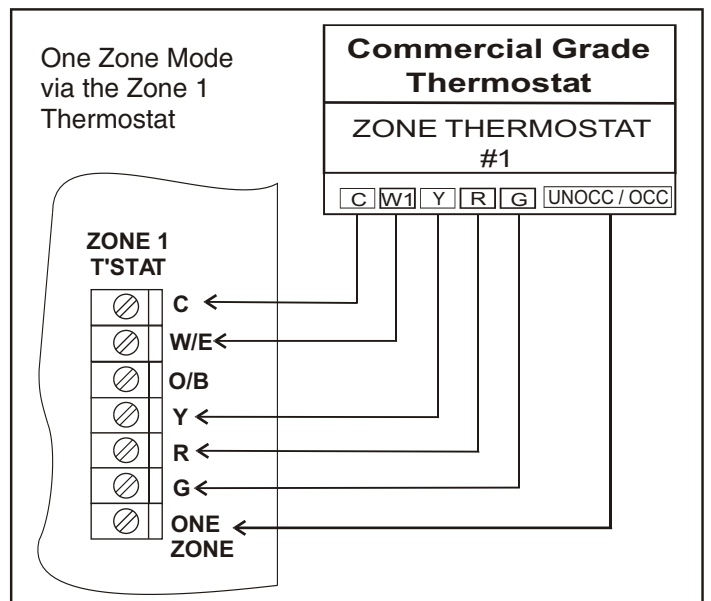 One Zone Mode
via the Zone 1
Thermostat
Commercial Grade
Thermostat
ZONE THERMOSTAT
#1
C W1 Y R G UNOCC / OCC
ZONE 1
T'STAT
C
W/E
O/B
Y
R
G
ONE
ZONE